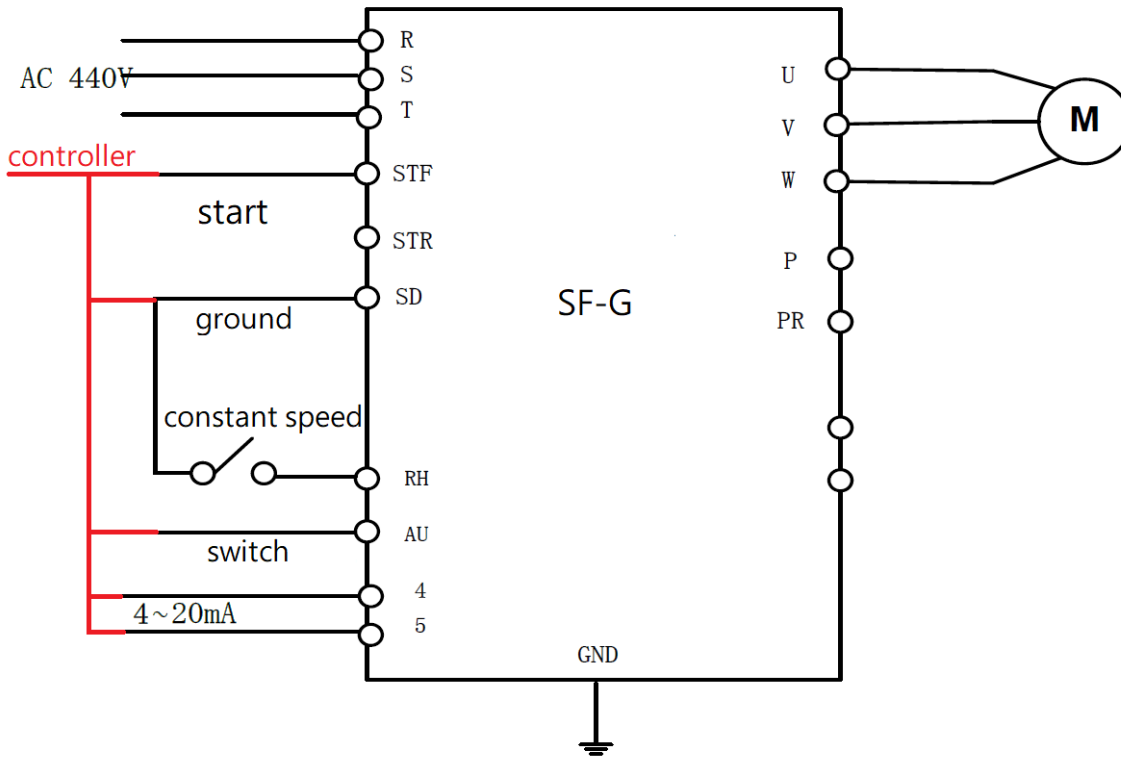 R
AC 440V
S
T
controller
STF
start
STR
SD
ground
constant speed
RH
AU
switch
4
4~20mA
5
SF-G
U
V
M
W
P
PR
GND